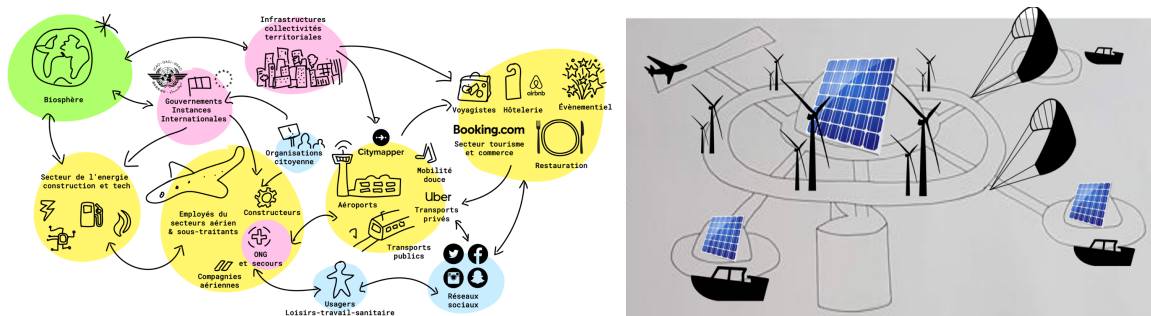 Infrastructures
collectivités
territoriales
Biosphère
Gouvernements
Instances
Internationales
Voyagistes
Hôtelerie
airbnb
Évènementiel
Booking.com
Secteur tourisme
et commerce
Restauration
Organisations
citoyenne
Citymapper
Mobilité
douce
Secteur de l'energie
construction et tech
Employés du
secteurs aérien
& sous-traitants
Constructeurs
Aéroports
Uber
Transports
privés
Transports
publics
ONG
et secours
Compagnies
aériennes
Usagers
Loisirs-travail-sanitaire
Réseaux
sociaux